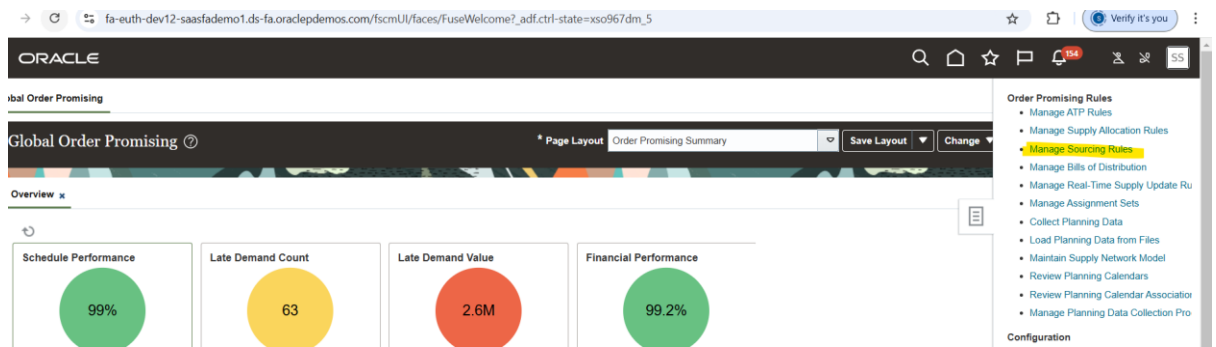 fa-euth-dev12-saasfademo1.ds-fa.oraclepdemos.com/fscmUI/faces/FuseWelcome?_adf.ctrl-state=xso967dm_5
Verify it's you
ORACLE
154
SS
obal Order Promising
Global Order Promising
* Page Layout Order Promising Summary
Save Layout
Change
Overview x
Schedule Performance
Late Demand Count
Late Demand Value
Financial Performance
99%
63
2.6M
99.2%
Order Promising Rules
Manage ATP Rules
Manage Supply Allocation Rules
Manage Sourcing Rules
Manage Bills of Distribution
Manage Real-Time Supply Update Ru
Manage Assignment Sets
Collect Planning Data
Load Planning Data from Files
Maintain Supply Network Model
Review Planning Calendars
Review Planning Calendar Association
Manage Planning Data Collection Pro
Configuration